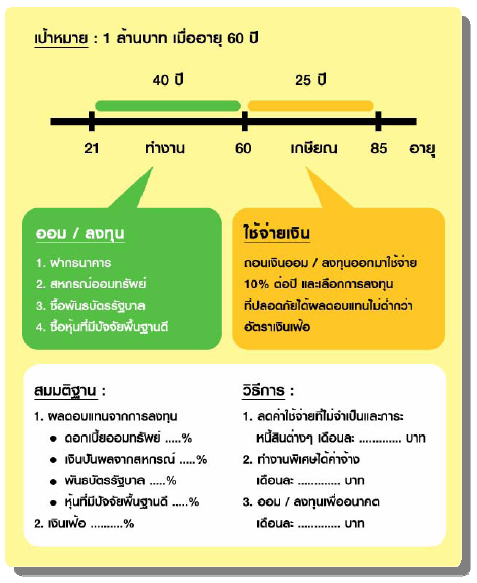 เป้าหมาย : 1 ล้านบาท เมื่ออายุ 60 ปี
40 ปี 25 ปี
21 ทำงาน 60 เกษียณ 85 อายุ
ออม / ลงทุน
1. ฝากธนาคาร
2. สหกรณ์ออมทรัพย์
3. ซื้อพันธบัตรรัฐบาล
4. ซื้อหุ้นที่มีปัจจัยพื้นฐานดี
ใช้จ่ายเงิน
ถอนเงินออม / ลงทุนออกมาใช้จ่าย
10% ต่อปี และเลือกการลงทุน
ที่ปลอดภัยได้ผลตอบแทนไม่ต่ำกว่า
อัตราเงินเฟ้อ
สมมติฐาน :
1. ผลตอบแทนจากการลงทุน
● ดอกเบี้ยออมทรัพย์ .....%
● เงินปันผลจากสหกรณ์ .....%
● พันธบัตรรัฐบาล .....%
● หุ้นที่มีปัจจัยพื้นฐานดี .....%
2. เงินเฟ้อ ..........%
วิธีการ :
1. ลดค่าใช้จ่ายที่ไม่จำเป็นและภาระ
หนี้สินต่างๆ เดือนละ ............. บาท
2. ทำงานพิเศษได้ค่าจ้าง
เดือนละ ............. บาท
3. ออม / ลงทุนเพื่ออนาคต
เดือนละ ............. บาท